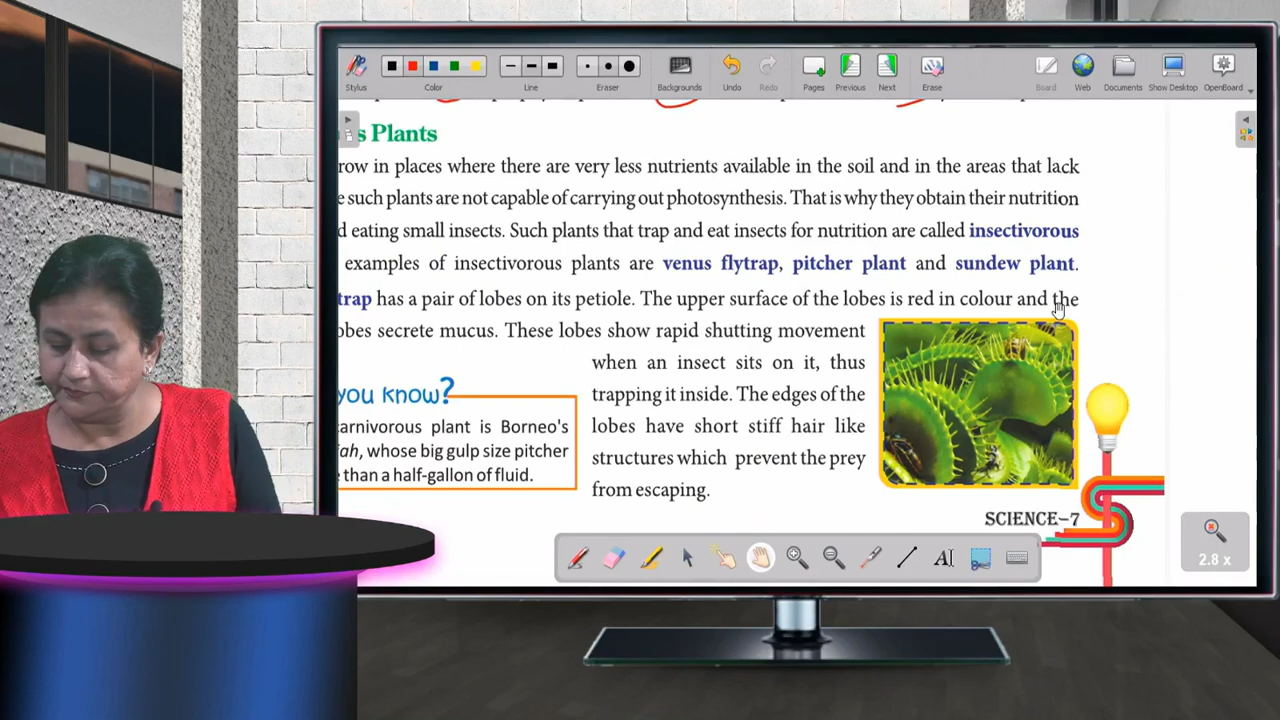 Stylus
Color
Line
Eraser
Backgrounds
Undo
Redo
Pages
Previous
Next
Erase
Board
Web
Documents
Show Desktop
OpenBoard
s Plants
row in places where there are very less nutrients available in the soil and in the areas that lack
e such plants are not capable of carrying out photosynthesis. That is why they obtain their nutrition
d eating small insects. Such plants that trap and eat insects for nutrition are called insectivorous
examples of insectivorous plants are venus flytrap, pitcher plant and sundew plant.
trap has a pair of lobes on its petiole. The upper surface of the lobes is red in colour and the
obes secrete mucus. These lobes show rapid shutting movement
when an insect sits on it, thus
trapping it inside. The edges of the
lobes have short stiff hair like
structures which prevent the prey
from escaping.
you know?
arnivorous plant is Borneo's
ah, whose big gulp size pitcher
than a half-gallon of fluid.
SCIENCE–7
2.8 x